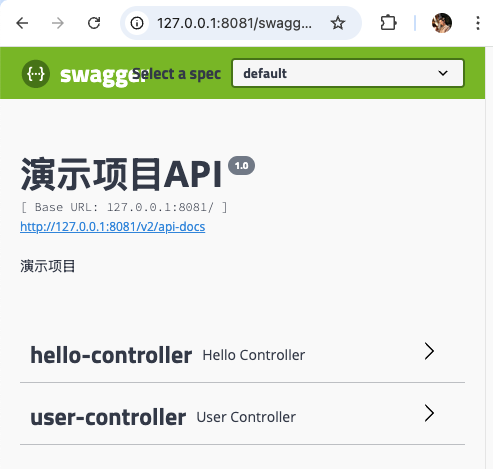 127.0.0.1:8081/swagg...
swagger Select a spec default
演示项目API 1.0
[ Base URL: 127.0.0.1:8081/ ]
http://127.0.0.1:8081/v2/api-docs
演示项目
hello-controller Hello Controller
user-controller User Controller